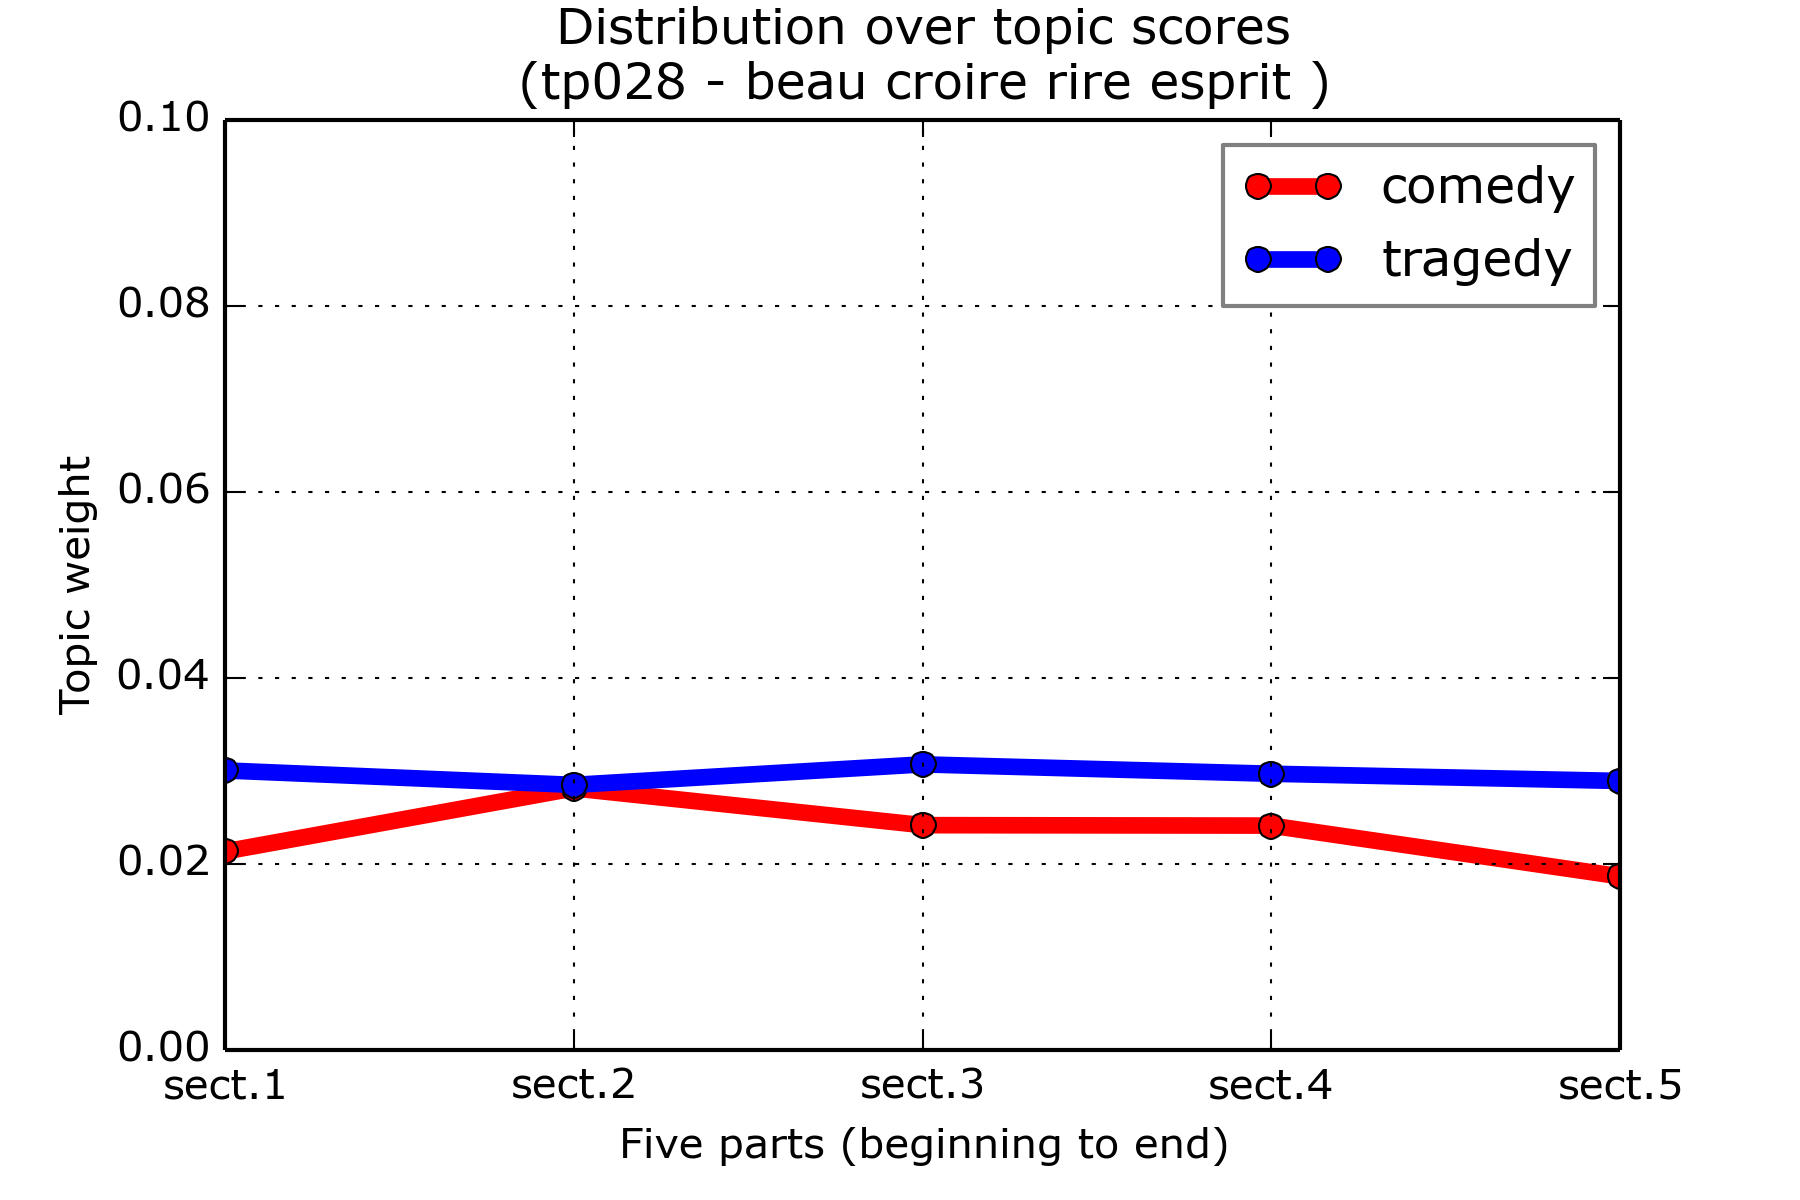 Distribution over topic scores
(tp028 - beau croire rire esprit )
comedy
tragedy
Topic weight
0.10
0.08
0.06
0.04
0.02
0.00
sect.1 sect.2 sect.3 sect.4 sect.5
Five parts (beginning to end)